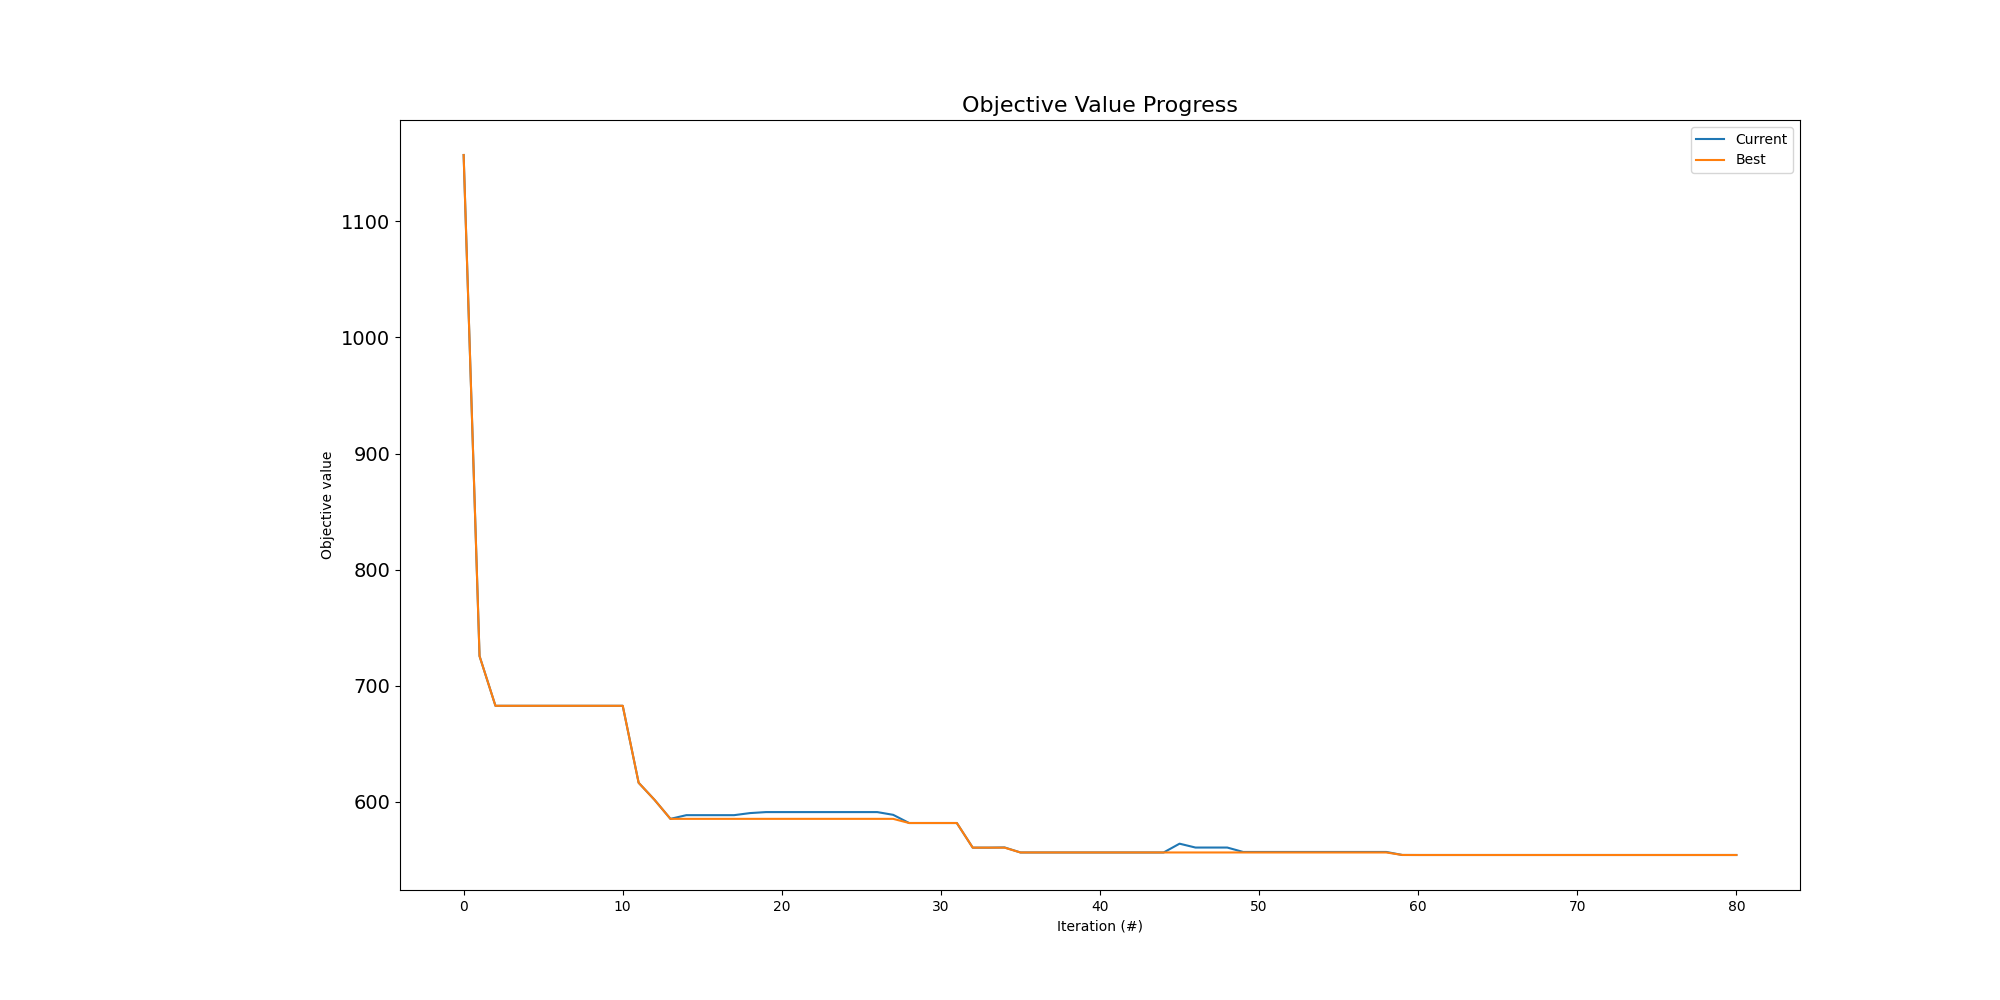 Objective Value Progress
Current
Best
1100
1000
900
800
700
600
Objective value
0 10 20 30 40 50 60 70 80
Iteration (#)